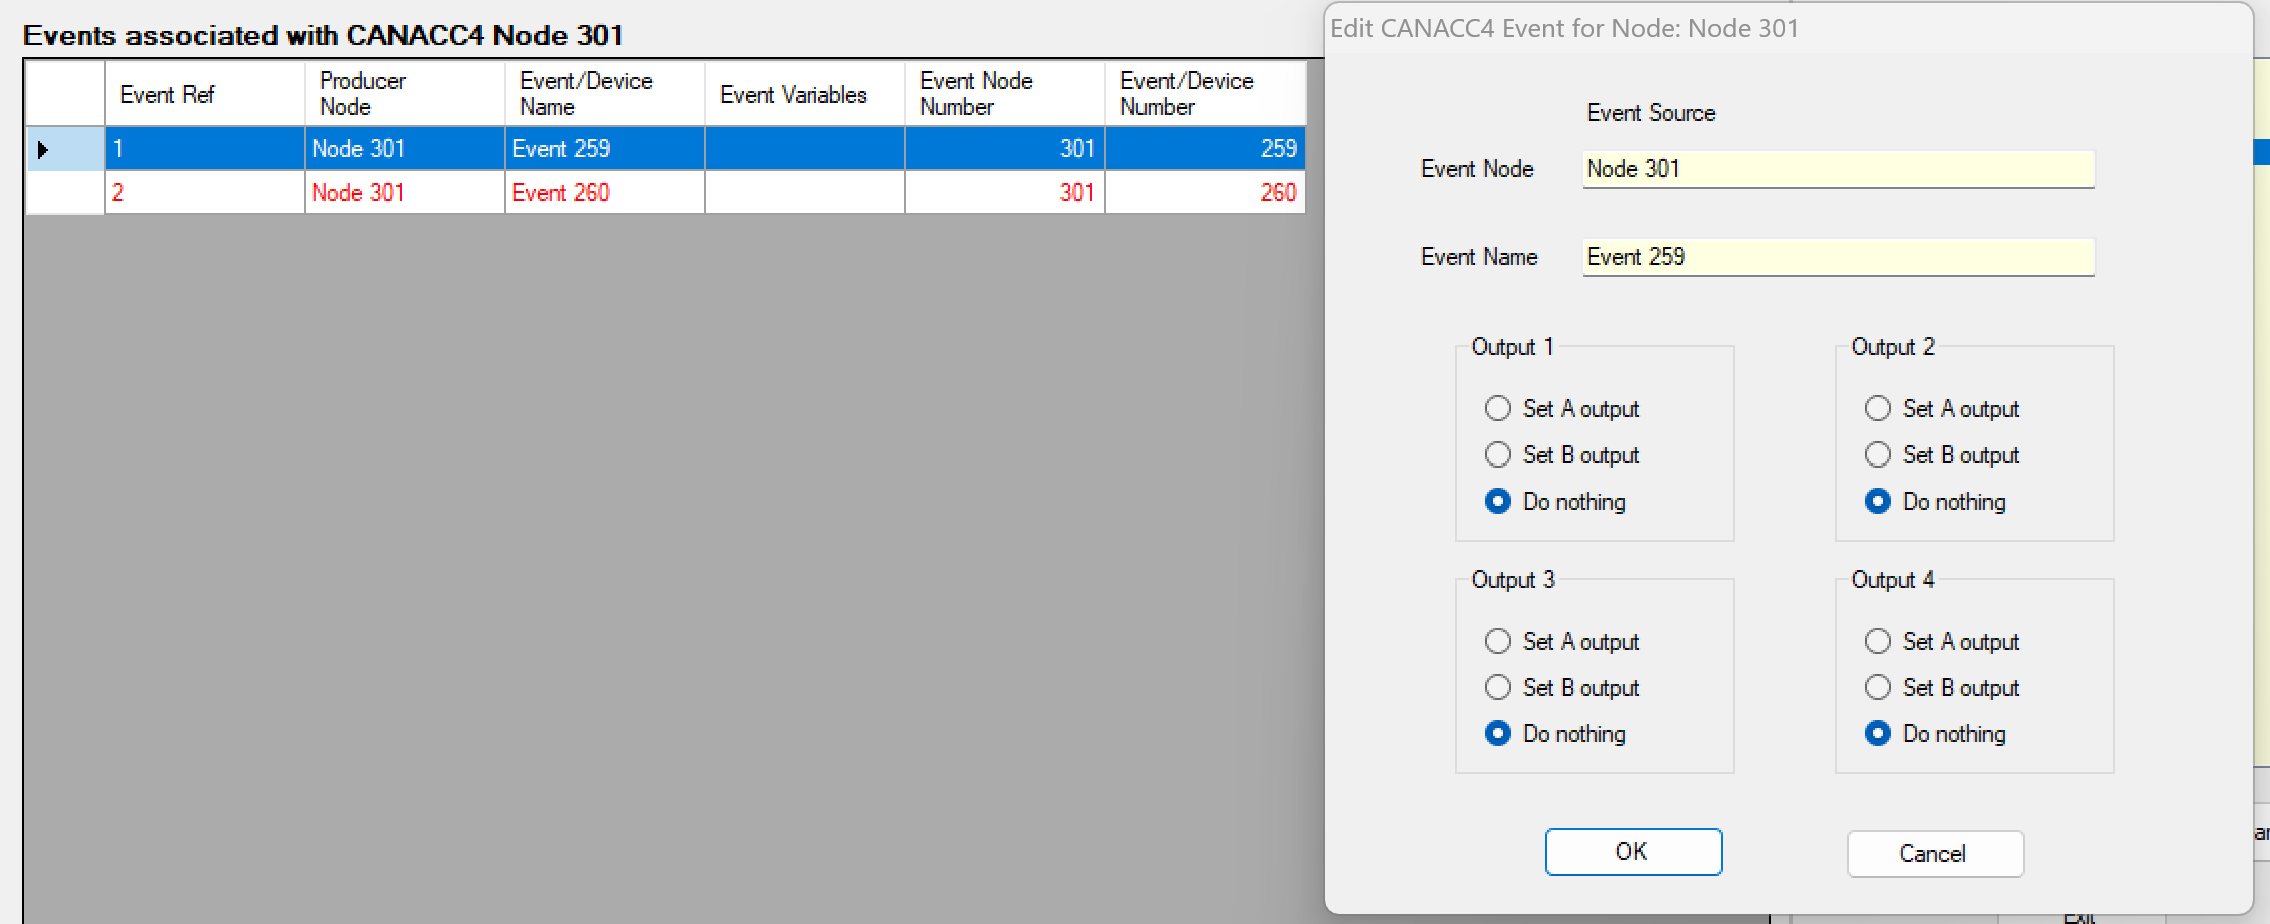 Events associated with CANACC4 Node 301
Event Ref
Producer Node
Event/Device Name
Event Variables
Event Node Number
Event/Device Number
1 Node 301 Event 259 301 259
2 Node 301 Event 260 301 260
Edit CANACC4 Event for Node: Node 301
Event Source
Event Node Node 301
Event Name Event 259
Output 1
Set A output
Set B output
Do nothing
Output 2
Set A output
Set B output
Do nothing
Output 3
Set A output
Set B output
Do nothing
Output 4
Set A output
Set B output
Do nothing
OK
Cancel